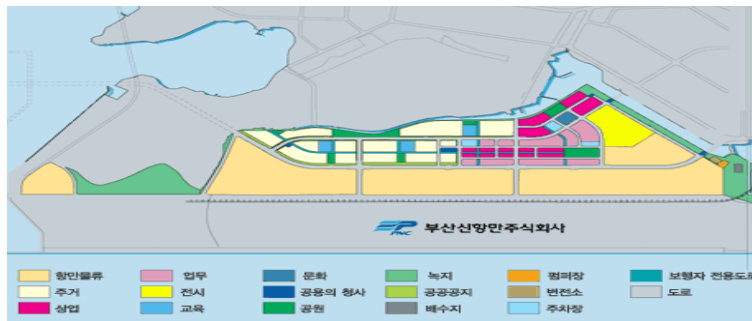 PNC 부산신항만주식회사
항만물류 업무 문화 녹지 펌퍼장 보행자 전용도로
주거 전시 공용의 청사 공공공지 변전소 도로
상업 교육 공원 배수지 주차장